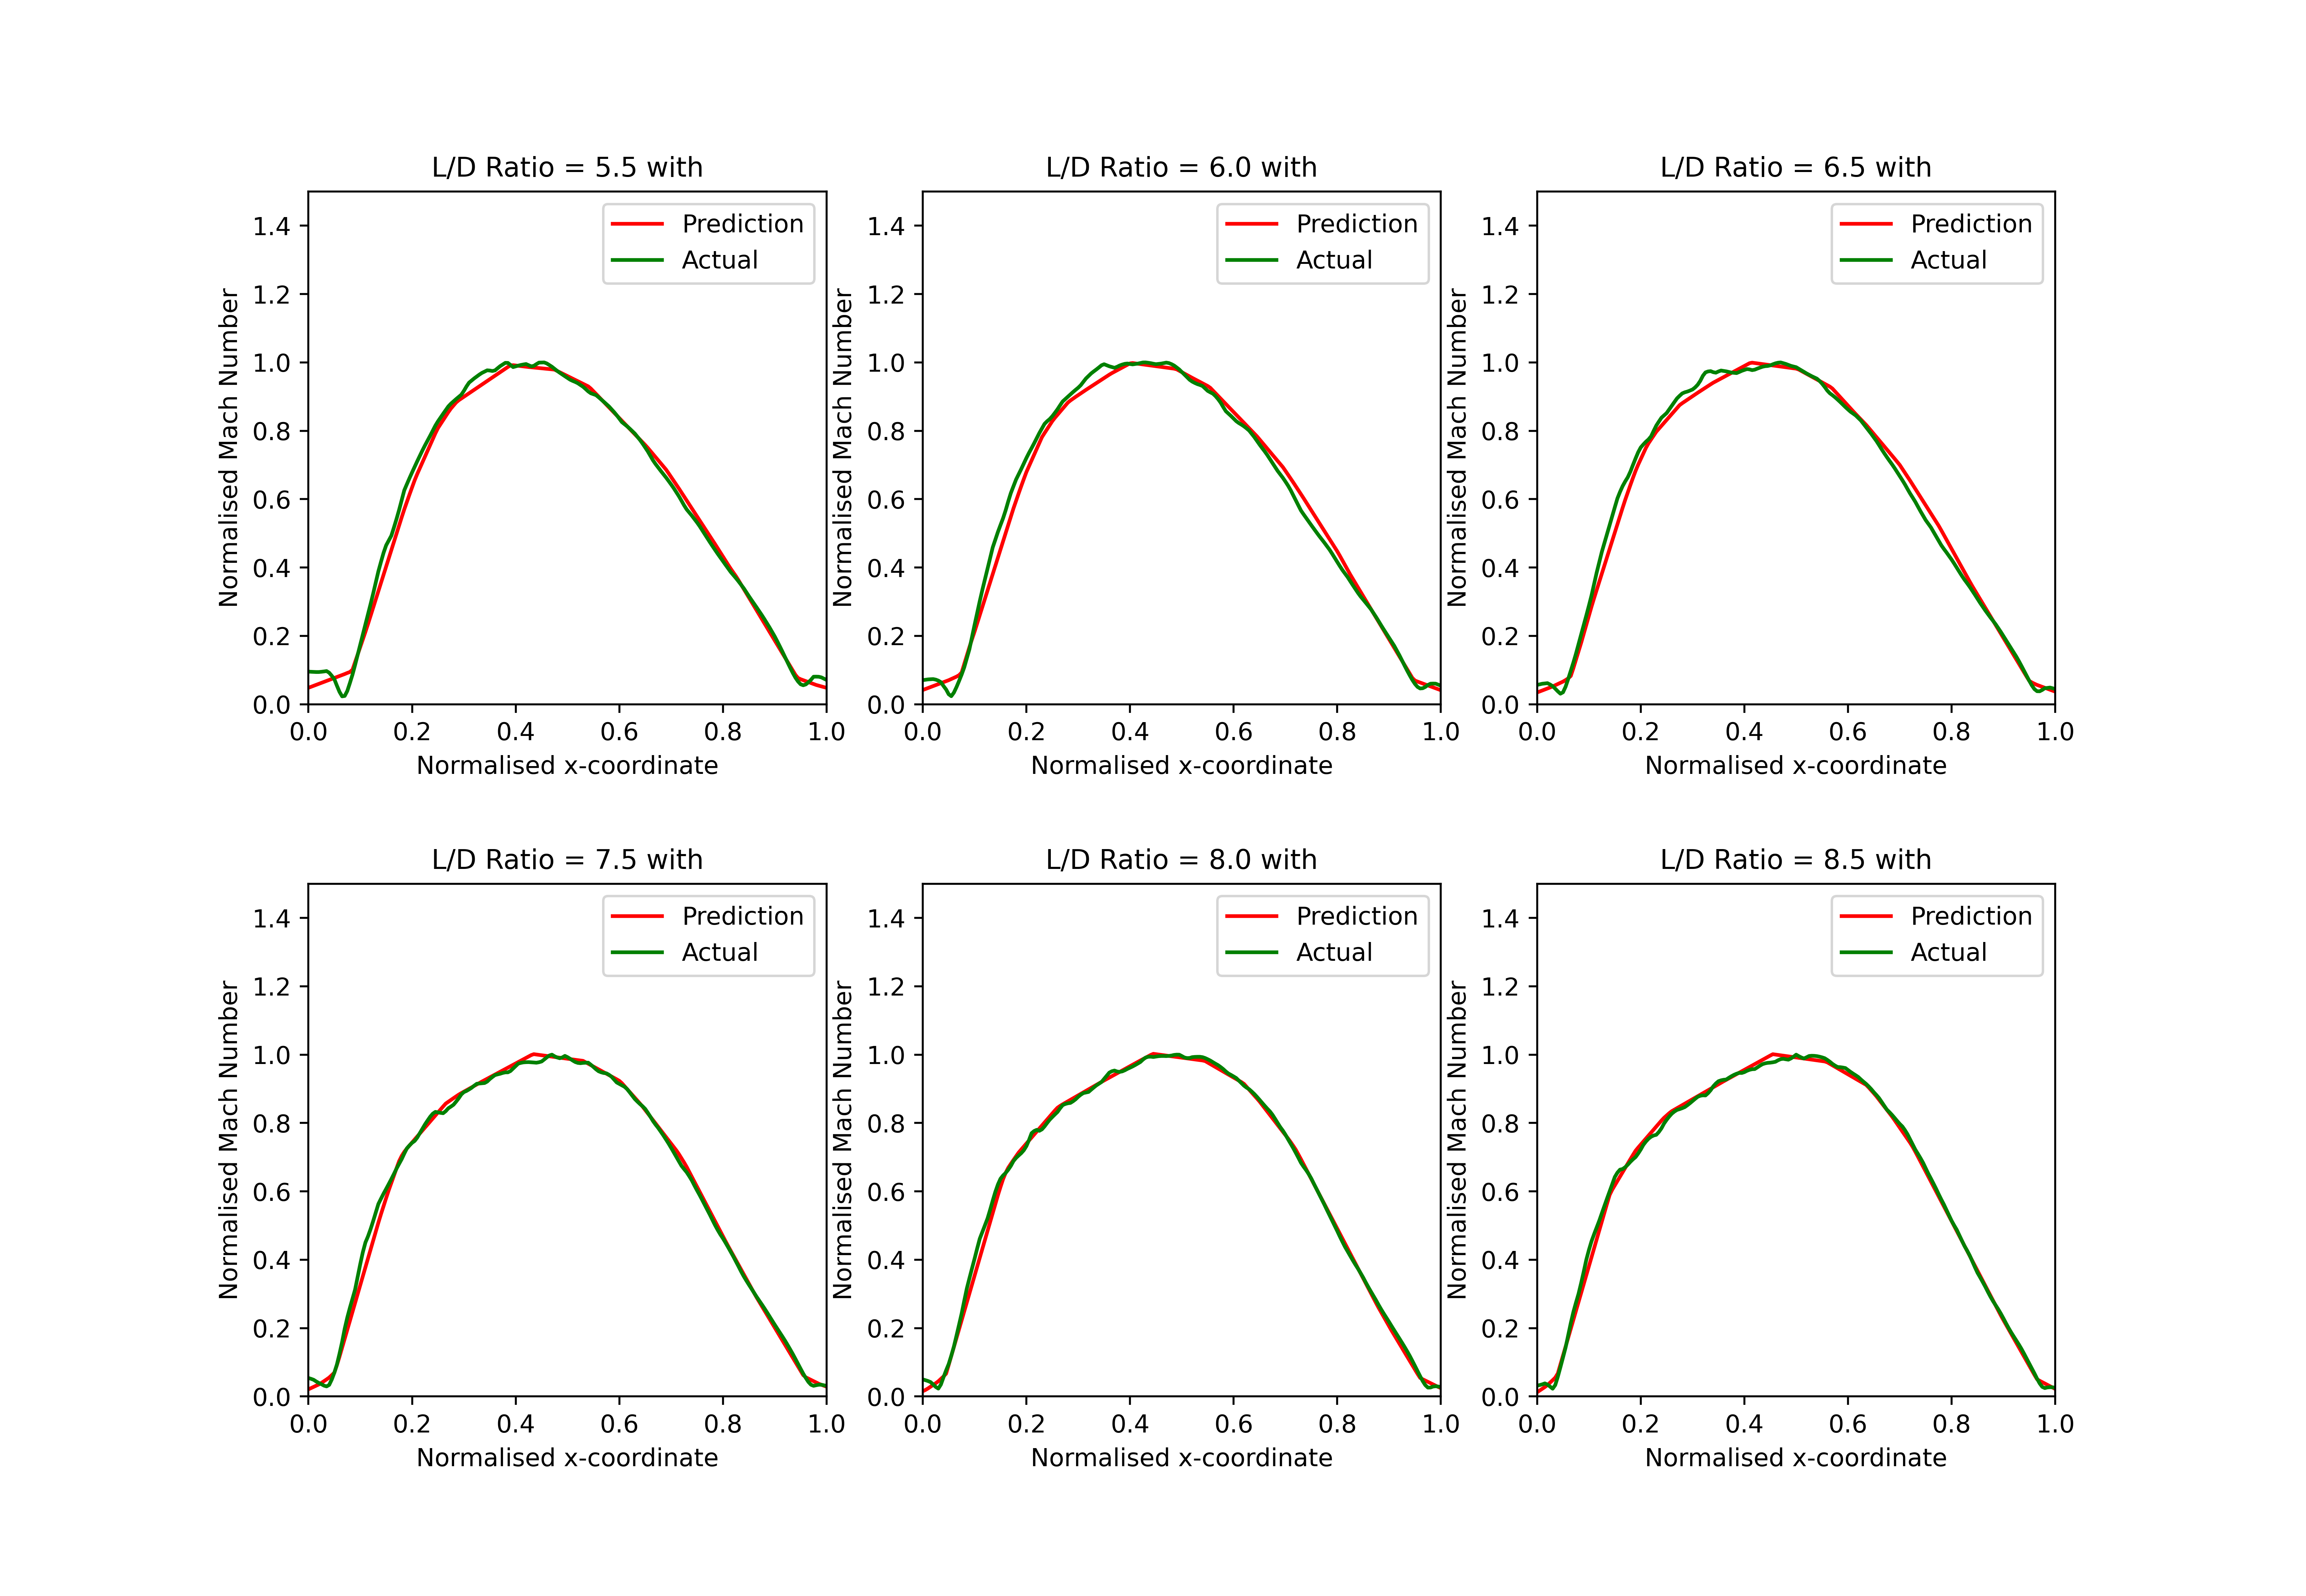 L/D Ratio = 5.5 with
Prediction
Actual
Normalised Mach Number
1.4
1.2
1.0
0.8
0.6
0.4
0.2
0.0
0.0 0.2 0.4 0.6 0.8 1.0
Normalised x-coordinate
L/D Ratio = 6.0 with
Prediction
Actual
Normalised Mach Number
1.4
1.2
1.0
0.8
0.6
0.4
0.2
0.0
0.0 0.2 0.4 0.6 0.8 1.0
Normalised x-coordinate
L/D Ratio = 6.5 with
Prediction
Actual
Normalised Mach Number
1.4
1.2
1.0
0.8
0.6
0.4
0.2
0.0
0.0 0.2 0.4 0.6 0.8 1.0
Normalised x-coordinate
L/D Ratio = 7.5 with
Prediction
Actual
Normalised Mach Number
1.4
1.2
1.0
0.8
0.6
0.4
0.2
0.0
0.0 0.2 0.4 0.6 0.8 1.0
Normalised x-coordinate
L/D Ratio = 8.0 with
Prediction
Actual
Normalised Mach Number
1.4
1.2
1.0
0.8
0.6
0.4
0.2
0.0
0.0 0.2 0.4 0.6 0.8 1.0
Normalised x-coordinate
L/D Ratio = 8.5 with
Prediction
Actual
Normalised Mach Number
1.4
1.2
1.0
0.8
0.6
0.4
0.2
0.0
0.0 0.2 0.4 0.6 0.8 1.0
Normalised x-coordinate